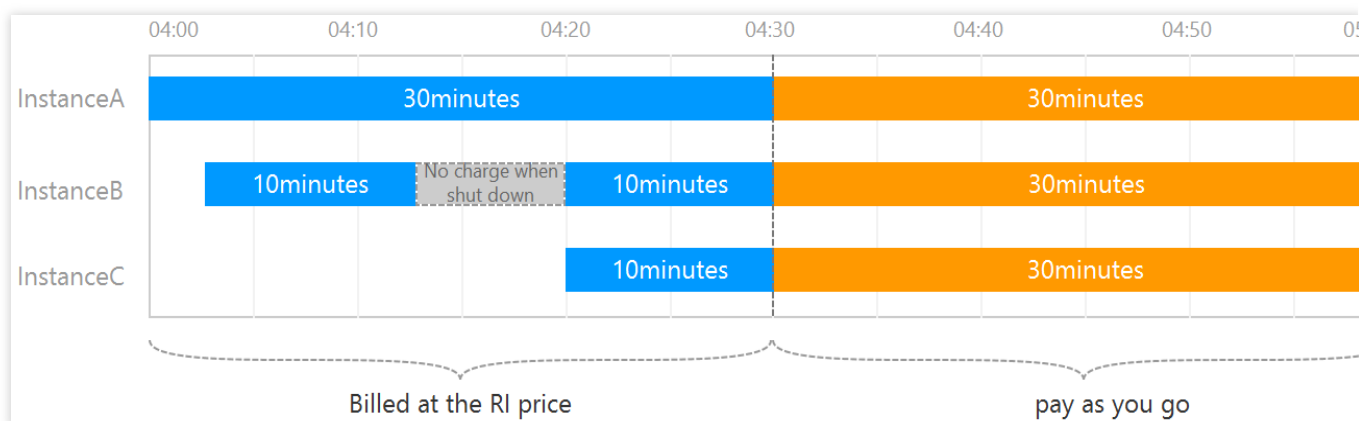 04:00 04:10 04:20 04:30 04:40 04:50
InstanceA 30minutes 30minutes
InstanceB 10minutes No charge when
shut down 10minutes 30minutes
InstanceC 10minutes 30minutes
Billed at the RI price pay as you go